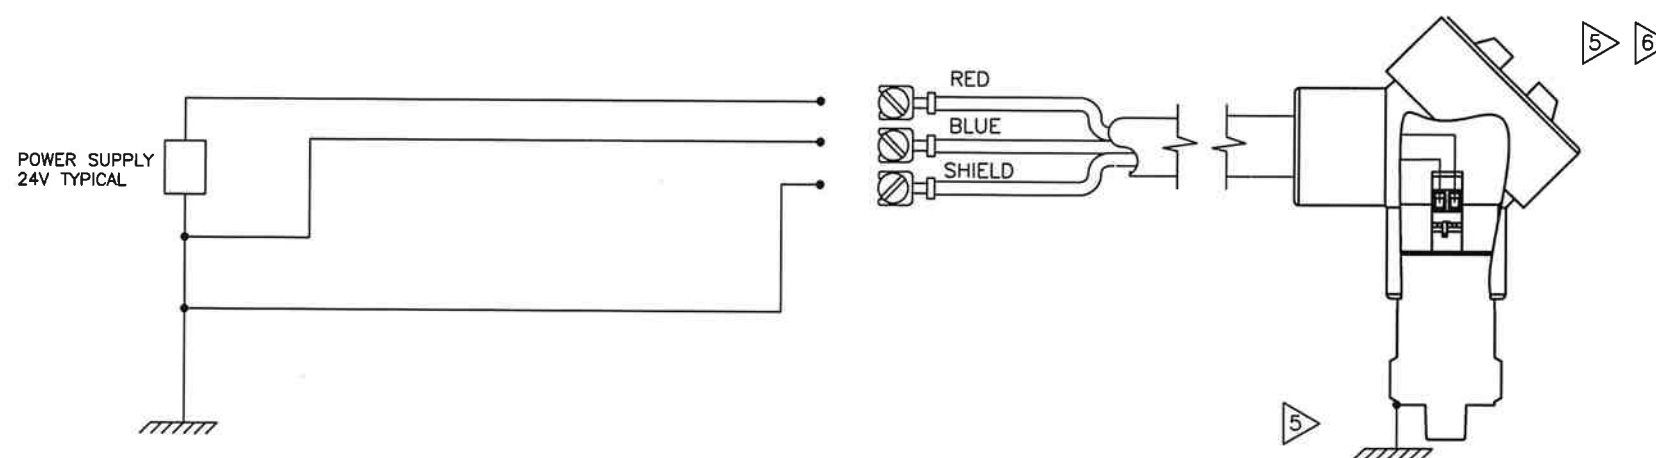 5 6
RED
BLUE
POWER SUPPLY
24V TYPICAL
SHIELD
5